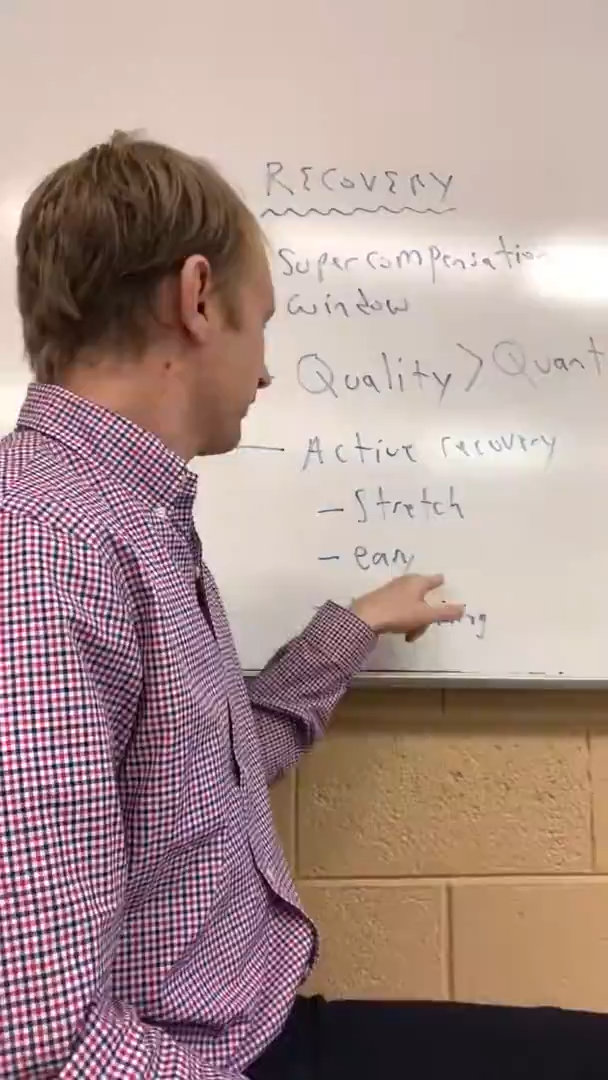 RECOVERY
Supercompensation
window
Quality > Quant
— Active recovery
— Stretch
— easy